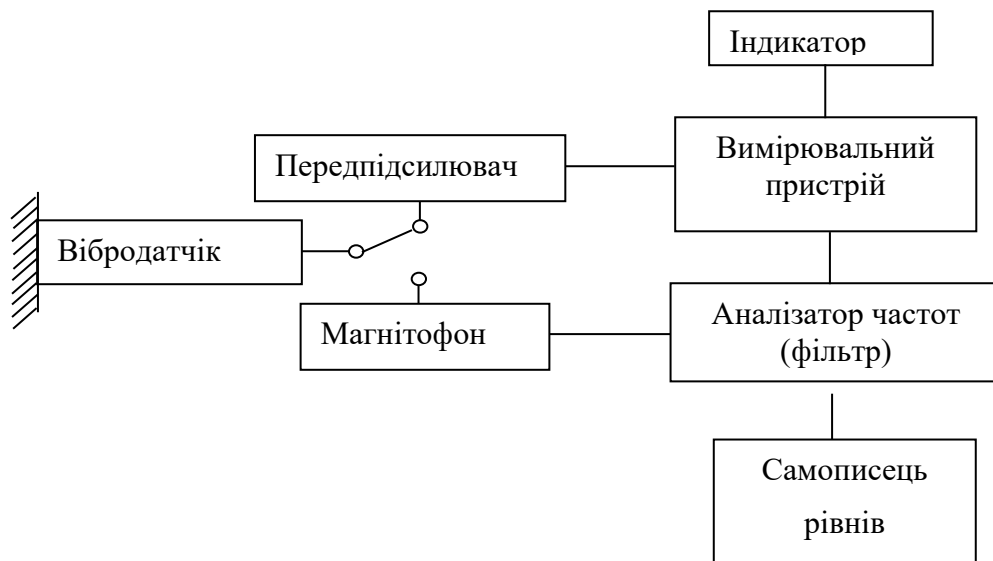 Індикатор
Передпідсилювач
Вимірювальний
пристрій
Вібродатчік
Магнітофон
Аналізатор частот
(фільтр)
Самописець
рівнів